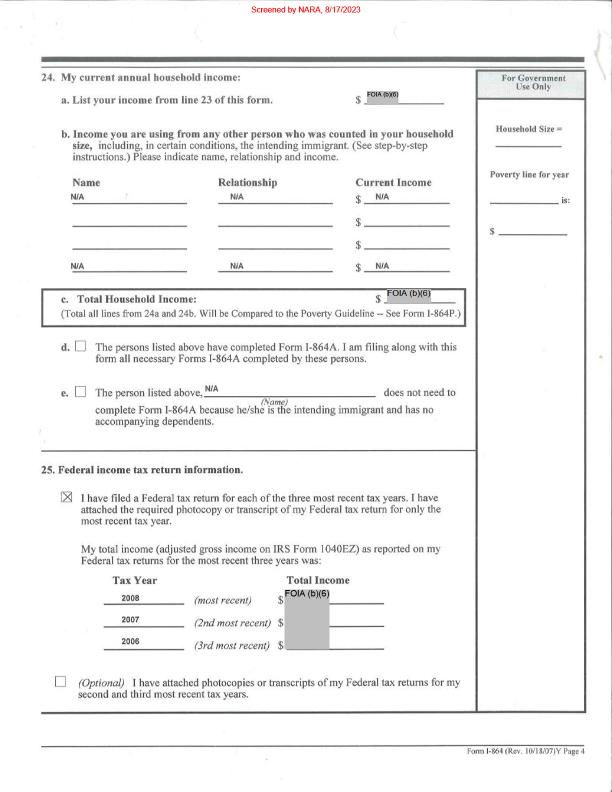 Screened by NARA, 8/17/2023
24. My current annual household income:
For Government
Use Only
a. List your income from line 23 of this form.
$ FOIA (b)(6)
b. Income you are using from any other person who was counted in your household
size, including, in certain conditions, the intending immigrant. (See step-by-step
instructions.) Please indicate name, relationship and income.
Household Size =
Poverty line for year
is:
$
Name Relationship Current Income
N/A N/A $ N/A
$
$
N/A N/A $ N/A
c. Total Household Income: $ FOIA (b)(6)
(Total all lines from 24a and 24b. Will be Compared to the Poverty Guideline -- See Form I-864P.)
d. The persons listed above have completed Form I-864A. I am filing along with this
form all necessary Forms I-864A completed by these persons.
e. The person listed above, N/A does not need to
(Name)
complete Form I-864A because he/she is the intending immigrant and has no
accompanying dependents.
25. Federal income tax return information.
I have filed a Federal tax return for each of the three most recent tax years. I have
attached the required photocopy or transcript of my Federal tax return for only the
most recent tax year.
My total income (adjusted gross income on IRS Form 1040EZ) as reported on my
Federal tax returns for the most recent three years was:
Tax Year Total Income
2008 (most recent) $ FOIA (b)(6)
2007 (2nd most recent) $
2006 (3rd most recent) $
(Optional) I have attached photocopies or transcripts of my Federal tax returns for my
second and third most recent tax years.
Form I-864 (Rev. 10/18/07)Y Page 4